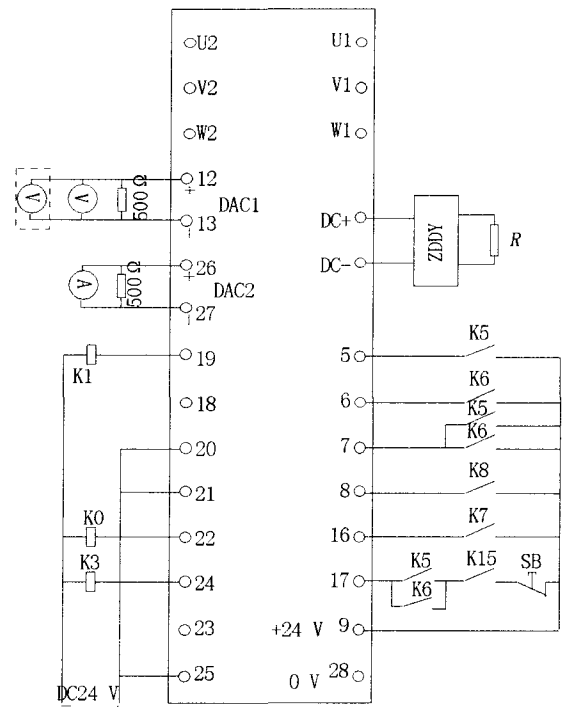 U2 U1
V2 V1
W2 W1
V V 500Ω 12 +
DAC1
13 −
DC+ ZDDY R
DC-
A 500Ω 26 +
DAC2
27 −
K5
K1 19 5
K6
18 6
K5
K6
20 7
K8
21 8
K0 K7
22 16
K3 K5 K15 SB
24 17
K6
23 +24 V 9
25 0 V 28
DC24 V